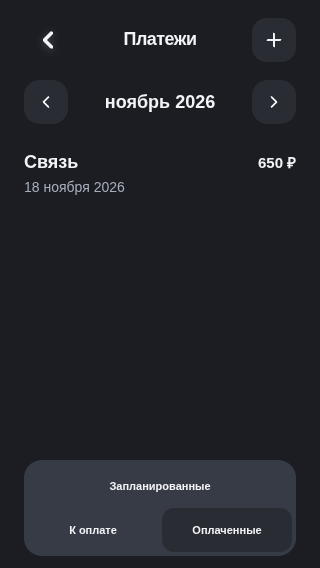 Платежи
ноябрь 2026
Связь
650 ₽
18 ноября 2026
Запланированные
К оплате
Оплаченные